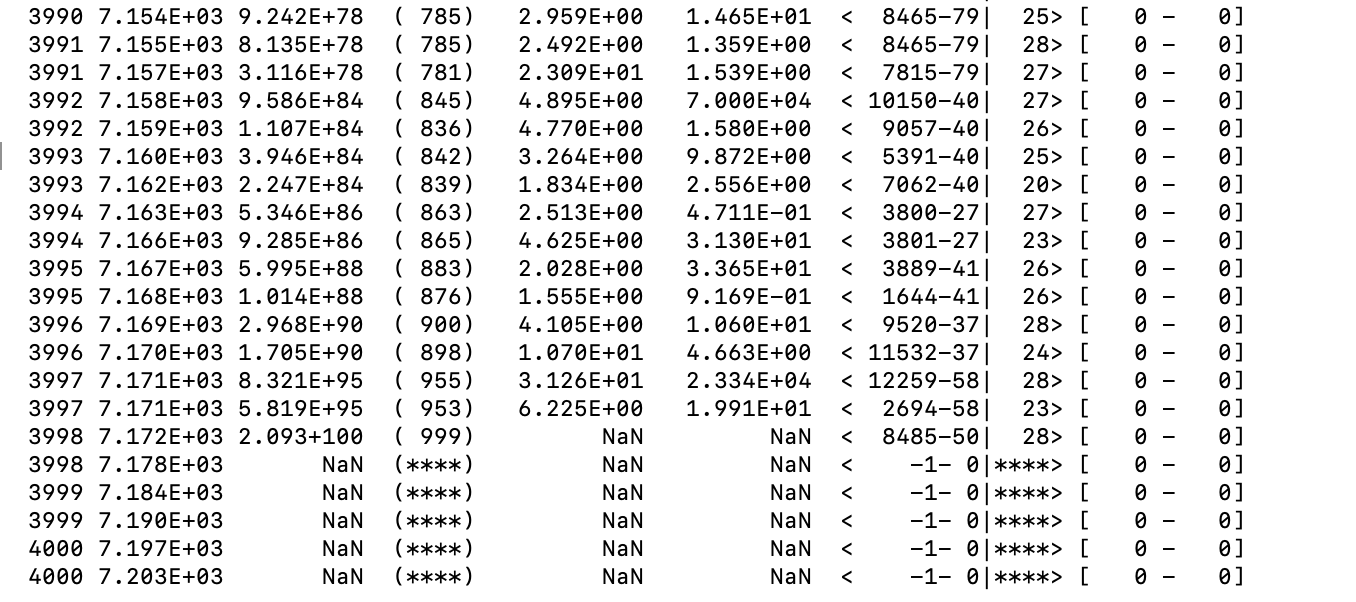 3990 7.154E+03 9.242E+78  ( 785)   2.959E+00   1.465E+01  <  8465-79|  25> [   0 -   0]
3991 7.155E+03 8.135E+78  ( 785)   2.492E+00   1.359E+00  <  8465-79|  28> [   0 -   0]
3991 7.157E+03 3.116E+78  ( 781)   2.309E+01   1.539E+00  <  7815-79|  27> [   0 -   0]
3992 7.158E+03 9.586E+84  ( 845)   4.895E+00   7.000E+04  < 10150-40|  27> [   0 -   0]
3992 7.159E+03 1.107E+84  ( 836)   4.770E+00   1.580E+00  <  9057-40|  26> [   0 -   0]
3993 7.160E+03 3.946E+84  ( 842)   3.264E+00   9.872E+00  <  5391-40|  25> [   0 -   0]
3993 7.162E+03 2.247E+84  ( 839)   1.834E+00   2.556E+00  <  7062-40|  20> [   0 -   0]
3994 7.163E+03 5.346E+86  ( 863)   2.513E+00   4.711E-01  <  3800-27|  27> [   0 -   0]
3994 7.166E+03 9.285E+86  ( 865)   4.625E+00   3.130E+01  <  3801-27|  23> [   0 -   0]
3995 7.167E+03 5.995E+88  ( 883)   2.028E+00   3.365E+01  <  3889-41|  26> [   0 -   0]
3995 7.168E+03 1.014E+88  ( 876)   1.555E+00   9.169E-01  <  1644-41|  26> [   0 -   0]
3996 7.169E+03 2.968E+90  ( 900)   4.105E+00   1.060E+01  <  9520-37|  28> [   0 -   0]
3996 7.170E+03 1.705E+90  ( 898)   1.070E+01   4.663E+00  < 11532-37|  24> [   0 -   0]
3997 7.171E+03 8.321E+95  ( 955)   3.126E+01   2.334E+04  < 12259-58|  28> [   0 -   0]
3997 7.171E+03 5.819E+95  ( 953)   6.225E+00   1.991E+01  <  2694-58|  23> [   0 -   0]
3998 7.172E+03 2.093+100  ( 999)         NaN         NaN  <  8485-50|  28> [   0 -   0]
3998 7.178E+03       NaN  (****)         NaN         NaN  <    -1- 0|****> [   0 -   0]
3999 7.184E+03       NaN  (****)         NaN         NaN  <    -1- 0|****> [   0 -   0]
3999 7.190E+03       NaN  (****)         NaN         NaN  <    -1- 0|****> [   0 -   0]
4000 7.197E+03       NaN  (****)         NaN         NaN  <    -1- 0|****> [   0 -   0]
4000 7.203E+03       NaN  (****)         NaN         NaN  <    -1- 0|****> [   0 -   0]